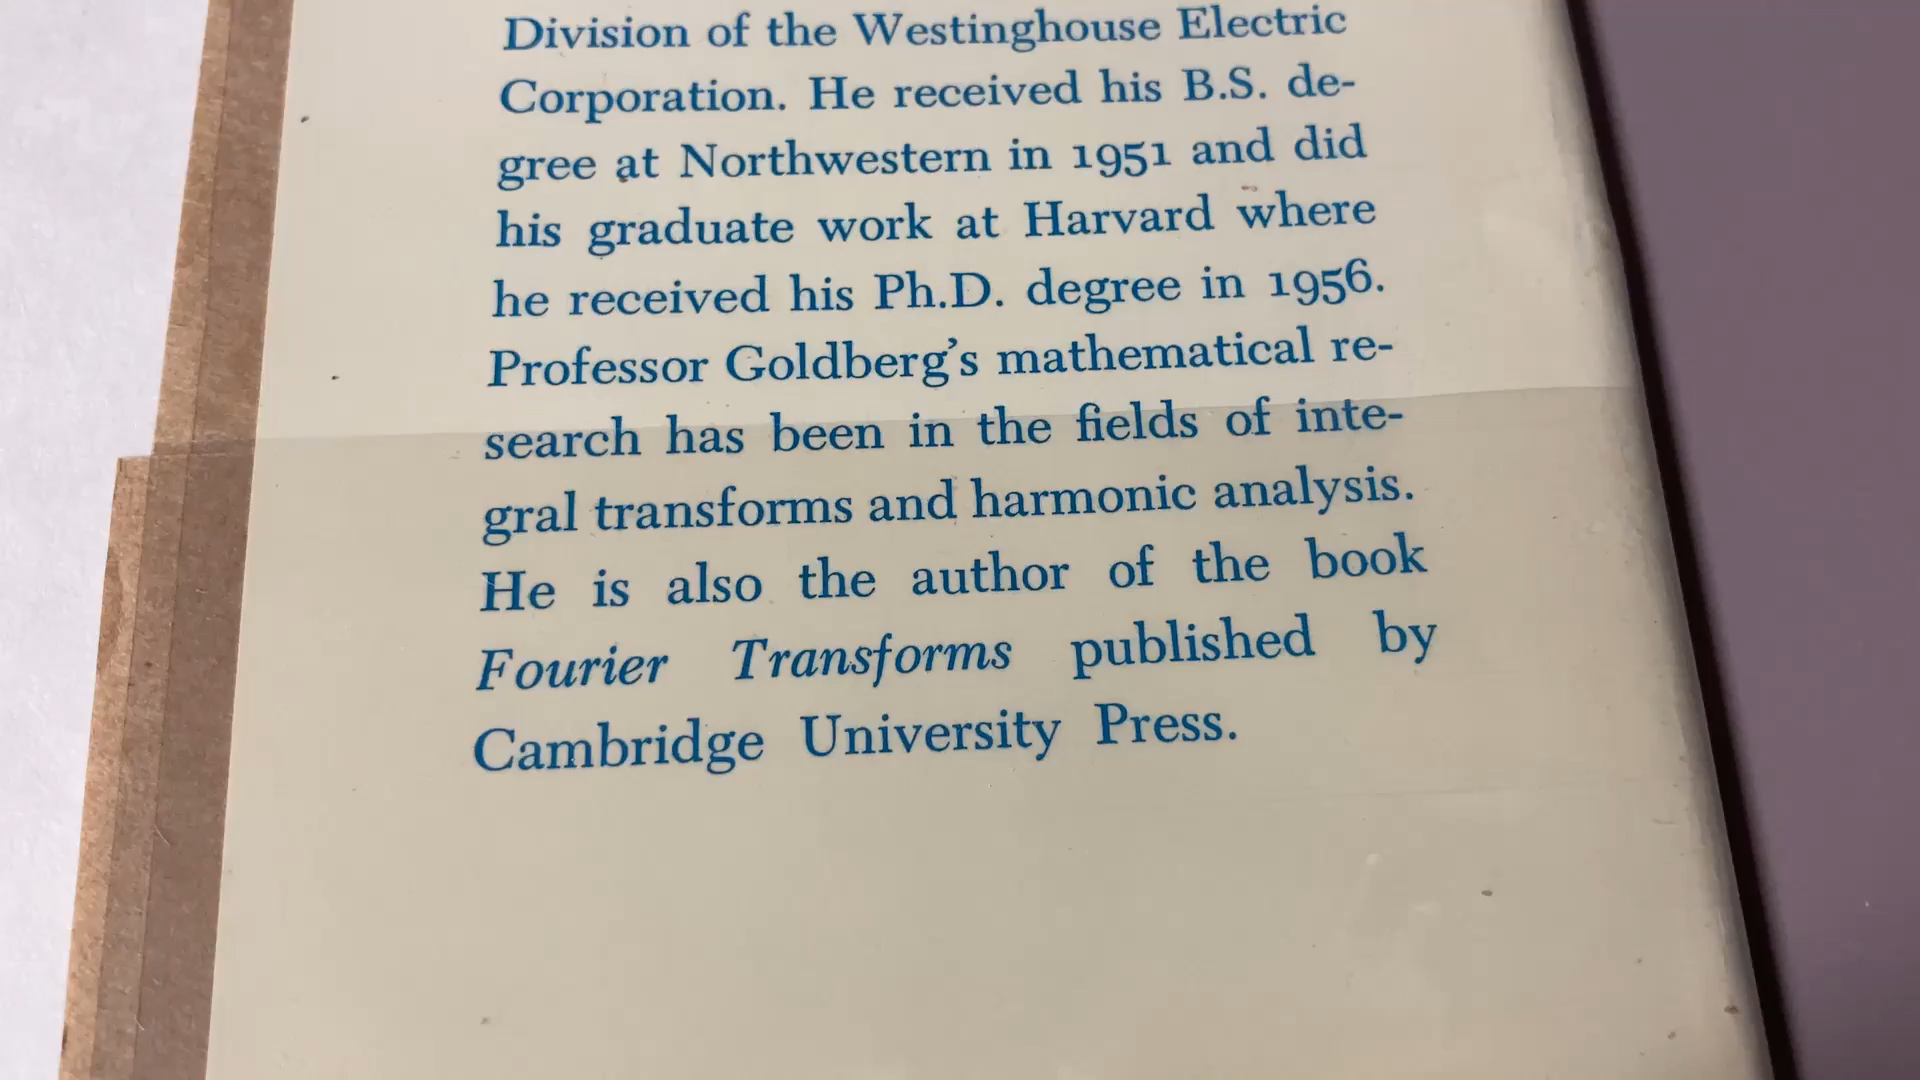 Division of the Westinghouse Electric
Corporation. He received his B.S. de-
gree at Northwestern in 1951 and did
his graduate work at Harvard where
he received his Ph.D. degree in 1956.
Professor Goldberg’s mathematical re-
search has been in the fields of inte-
gral transforms and harmonic analysis.
He is also the author of the book
Fourier Transforms published by
Cambridge University Press.